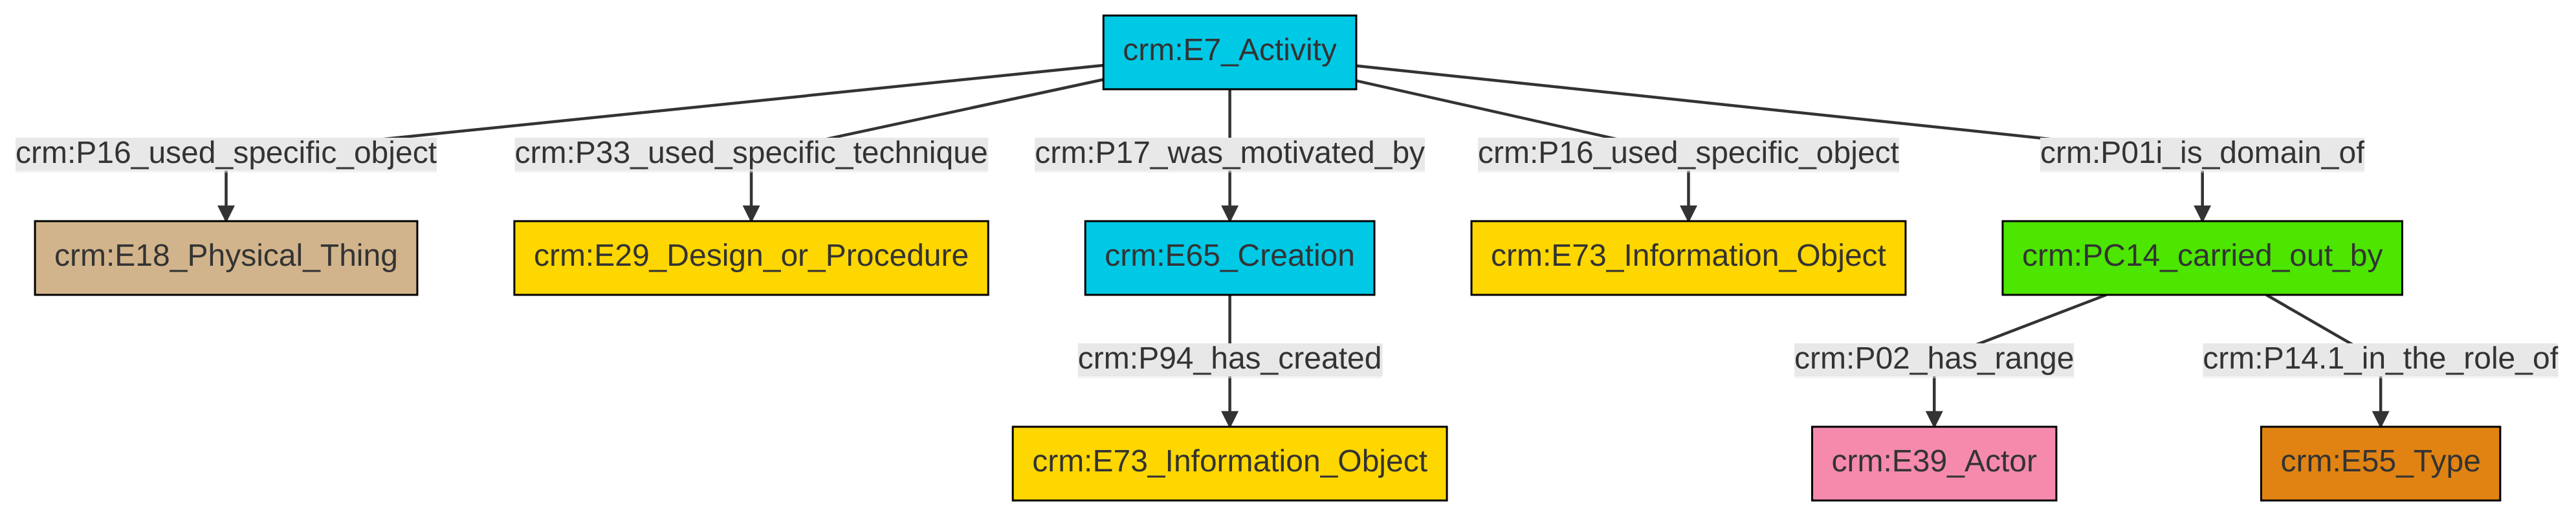 crm:E7_Activity
crm:P16_used_specific_object
crm:P33_used_specific_technique
crm:P17_was_motivated_by
crm:P16_used_specific_object
crm:P01i_is_domain_of
crm:E18_Physical_Thing
crm:E29_Design_or_Procedure
crm:E65_Creation
crm:E73_Information_Object
crm:PC14_carried_out_by
crm:P94_has_created
crm:P02_has_range
crm:P14.1_in_the_role_of
crm:E73_Information_Object
crm:E39_Actor
crm:E55_Type